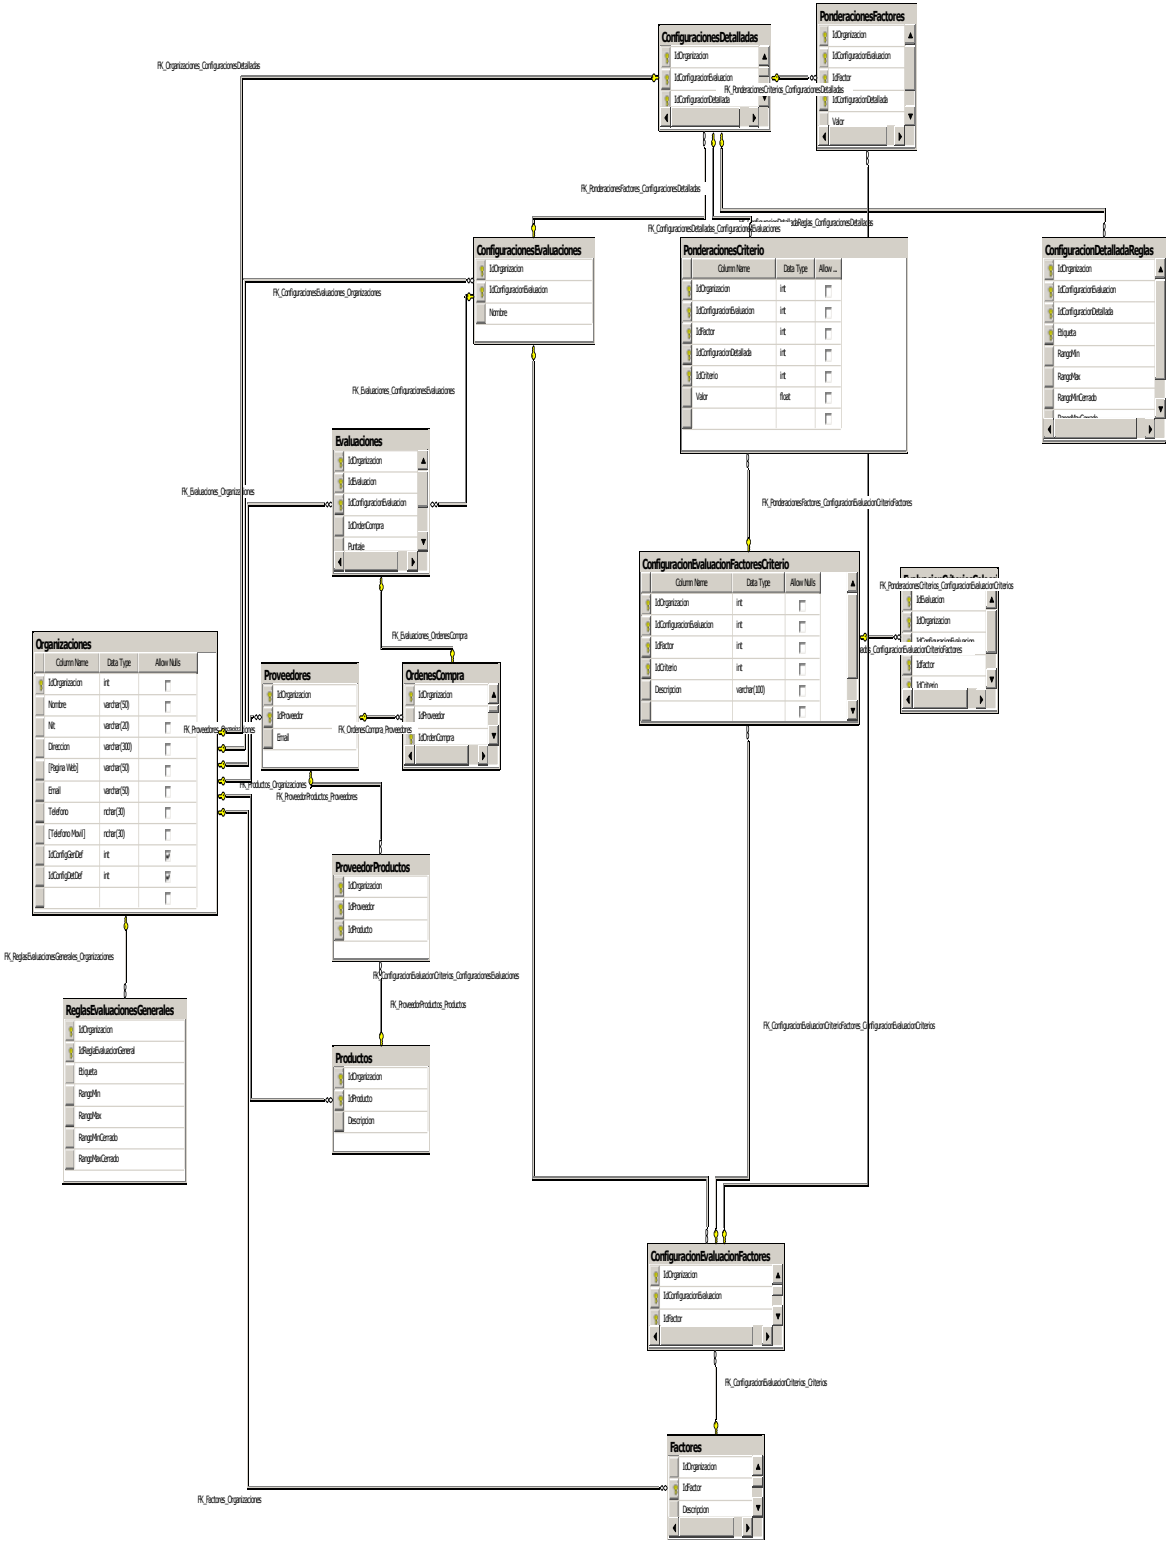 PonderacionesFactores
IdOrganizacion
IdConfiguracionEvaluacion
IdFactor
IdConfiguracionDetallada
Valor
ConfiguracionesDetalladas
IdOrganizacion
IdConfiguracionEvaluacion
IdConfiguracionDetallada
FK_Organizaciones_ConfiguracionesDetalladas
FK_PonderacionesCriterios_ConfiguracionesDetalladas
FK_PonderacionesFactores_ConfiguracionesDetalladas
FK_ConfiguracionesDetalladas_ConfiguracionesEvaluaciones
ConfiguracionesEvaluaciones
IdOrganizacion
IdConfiguracionEvaluacion
Nombre
FK_ConfiguracionesEvaluaciones_Organizaciones
PonderacionesCriterio
Column Name Data Type Allow ...
IdOrganizacion int
IdConfiguracionEvaluacion int
IdFactor int
IdConfiguracionDetallada int
IdCriterio int
Valor float
ConfiguracionDetalladaReglas
IdOrganizacion
IdConfiguracionEvaluacion
IdConfiguracionDetallada
Etiqueta
RangoMin
RangoMax
RangoMinCerrado
RangoMaxCerrado
FK_Evaluaciones_ConfiguracionesEvaluaciones
Evaluaciones
IdOrganizacion
IdEvaluacion
IdConfiguracionEvaluacion
IdOrdenCompra
Puntaje
FK_Evaluaciones_Organizaciones
FK_PonderacionesFactores_ConfiguracionEvaluacionCriterioFactores
ConfiguracionEvaluacionFactoresCriterio
Column Name Data Type Allow Nulls
IdOrganizacion int
IdConfiguracionEvaluacion int
IdFactor int
IdCriterio int
Descripcion varchar(100)
FK_PonderacionesCriterios_ConfiguracionEvaluacionCriterios
IdEvaluacion
IdOrganizacion
IdConfiguracionEvaluacion
ados_ConfiguracionEvaluacionCriterioFactores
Idfactor
IdCriterio
FK_Evaluaciones_OrdenesCompra
Organizaciones
Column Name Data Type Allow Nulls
IdOrganizacion int
Nombre varchar(50)
Nit varchar(20)
Direccion varchar(300)
[Pagina Web] varchar(50)
Email varchar(50)
Telefono nchar(30)
[Telefono Movil] nchar(30)
IdConfigGenDef int
IdConfigDetDef int
Proveedores
IdOrganizacion
IdProveedor
Email
FK_Proveedores_Organizaciones
OrdenesCompra
IdOrganizacion
IdProveedor
IdOrdenCompra
FK_OrdenesCompra_Proveedores
FK_Productos_Organizaciones
FK_ProveedorProductos_Proveedores
ProveedorProductos
IdOrganizacion
IdProveedor
IdProducto
FK_ReglasEvaluacionesGenerales_Organizaciones
FK_ConfiguracionEvaluacionCriterios_ConfiguracionesEvaluaciones
FK_ProveedorProductos_Productos
ReglasEvaluacionesGenerales
IdOrganizacion
IdReglaEvaluacionGeneral
Etiqueta
RangoMin
RangoMax
RangoMinCerrado
RangoMaxCerrado
Productos
IdOrganizacion
IdProducto
Descripcion
FK_ConfiguracionEvaluacionCriterioFactores_ConfiguracionEvaluacionCriterios
ConfiguracionEvaluacionFactores
IdOrganizacion
IdConfiguracionEvaluacion
IdFactor
FK_ConfiguracionEvaluacionCriterios_Criterios
Factores
IdOrganizacion
IdFactor
Descripcion
FK_Factores_Organizaciones